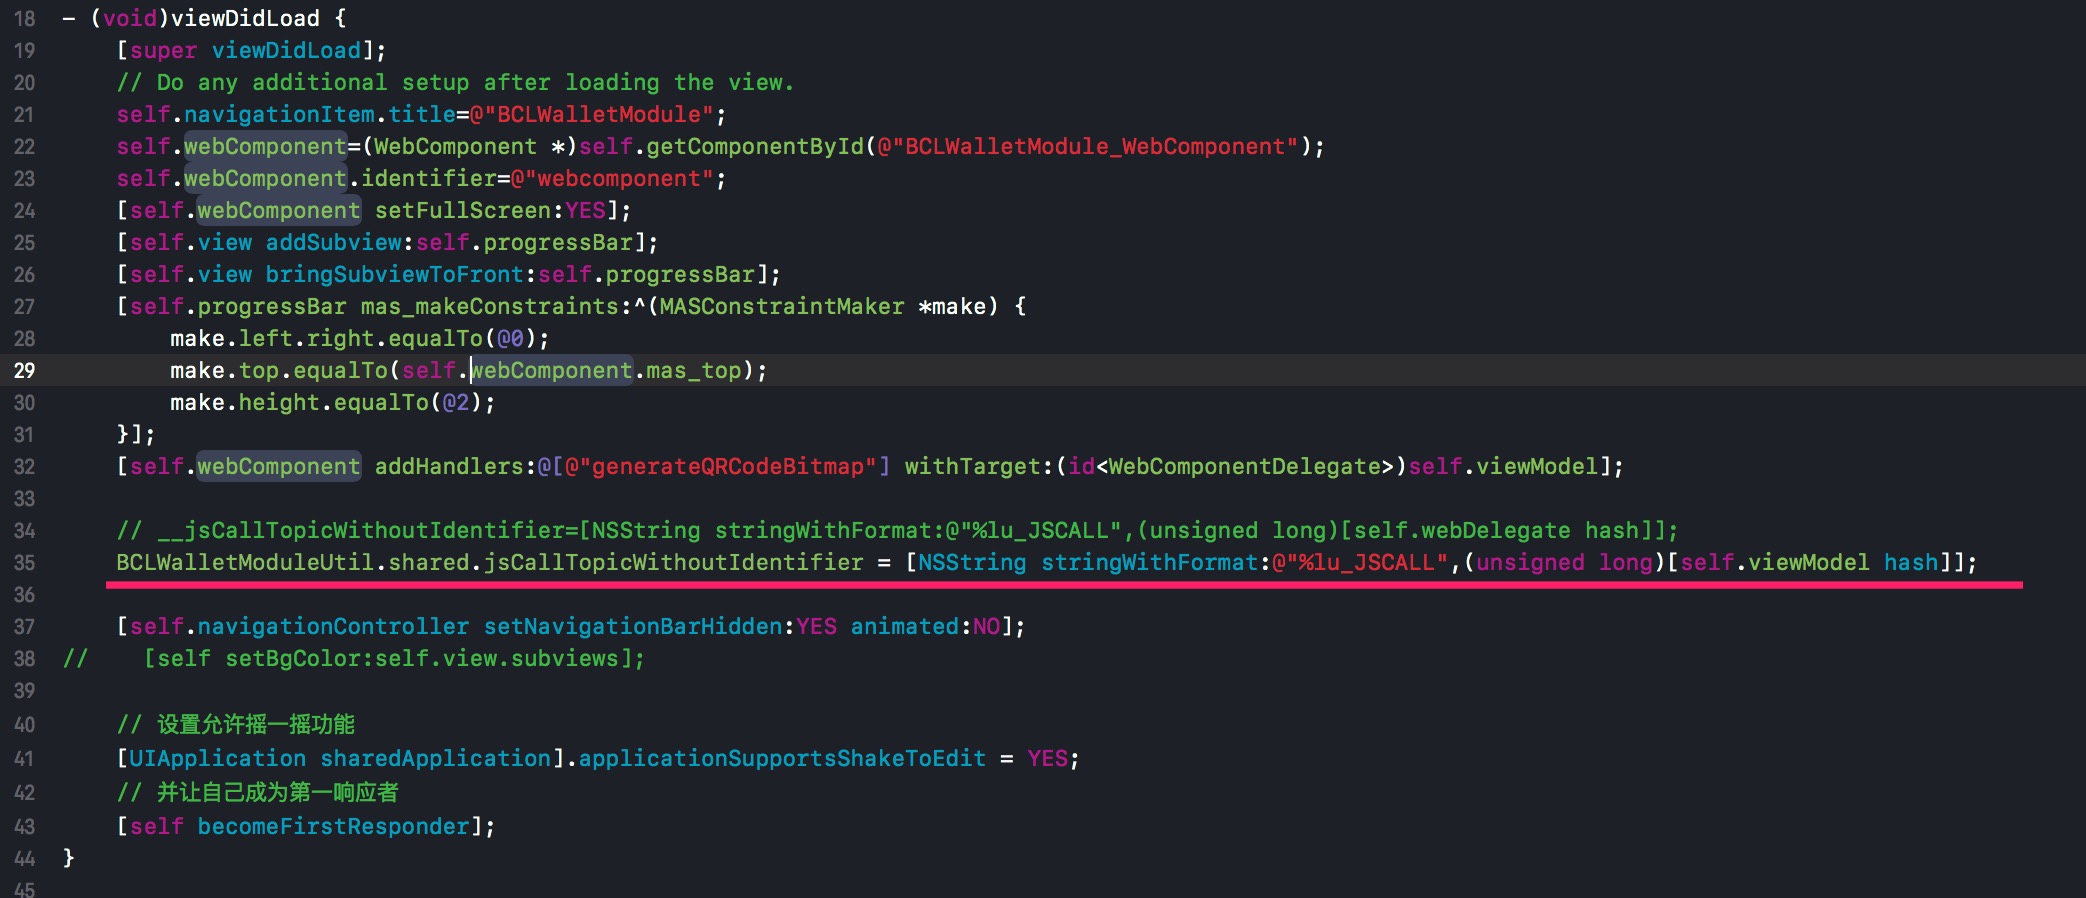 18 - (void)viewDidLoad {
19 [super viewDidLoad];
20 // Do any additional setup after loading the view.
21 self.navigationItem.title=@"BCLWalletModule";
22 self.webComponent=(WebComponent *)self.getComponentById(@"BCLWalletModule_WebComponent");
23 self.webComponent.identifier=@"webcomponent";
24 [self.webComponent setFullScreen:YES];
25 [self.view addSubview:self.progressBar];
26 [self.view bringSubviewToFront:self.progressBar];
27 [self.progressBar mas_makeConstraints:^(MASConstraintMaker *make) {
28 make.left.right.equalTo(@0);
29 make.top.equalTo(self.webComponent.mas_top);
30 make.height.equalTo(@2);
31 }];
32 [self.webComponent addHandlers:@[@"generateQRCodeBitmap"] withTarget:(id<WebComponentDelegate>)self.viewModel];
33
34 // __jsCallTopicWithoutIdentifier=[NSString stringWithFormat:@"%lu_JSCALL",(unsigned long)[self.webDelegate hash]];
35 BCLWalletModuleUtil.shared.jsCallTopicWithoutIdentifier = [NSString stringWithFormat:@"%lu_JSCALL",(unsigned long)[self.viewModel hash]];
36
37 [self.navigationController setNavigationBarHidden:YES animated:NO];
38 // [self setBgColor:self.view.subviews];
39
40 // 设置允许摇一摇功能
41 [UIApplication sharedApplication].applicationSupportsShakeToEdit = YES;
42 // 并让自己成为第一响应者
43 [self becomeFirstResponder];
44 }
45